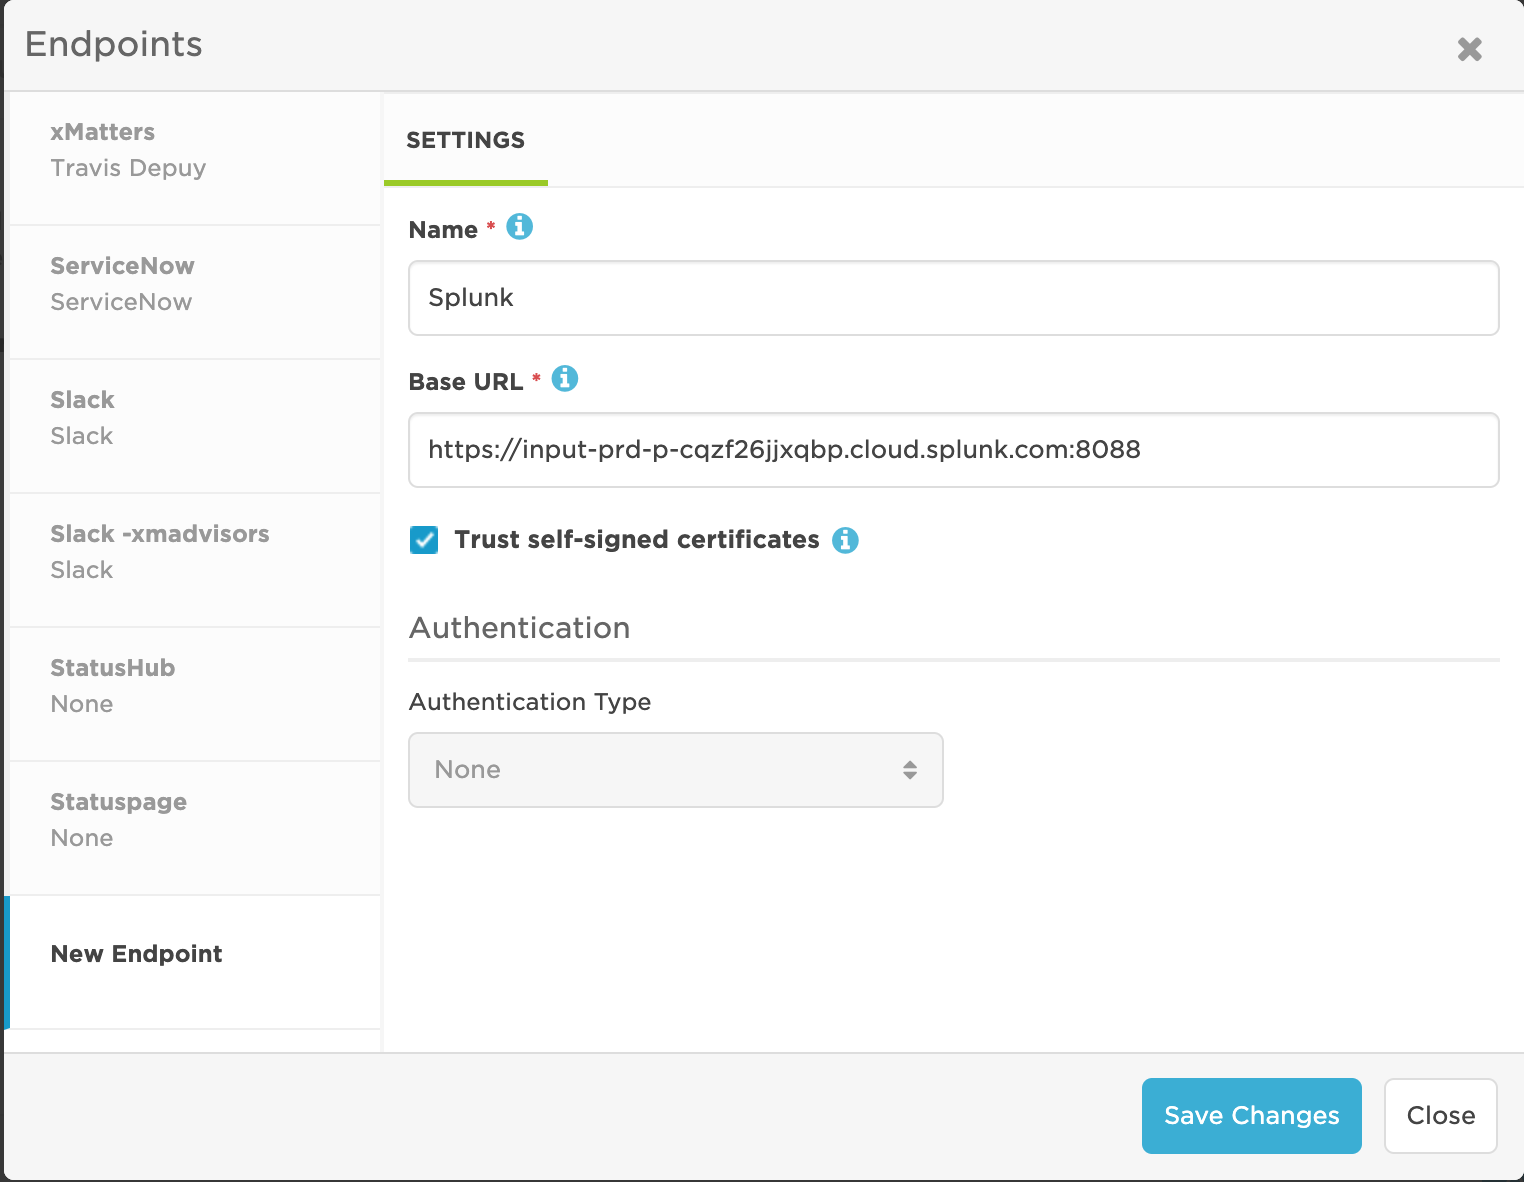 Endpoints
xMatters
Travis Depuy
ServiceNow
ServiceNow
Slack
Slack
Slack -xmadvisors
Slack
StatusHub
None
Statuspage
None
New Endpoint
SETTINGS
Name *
Splunk
Base URL *
https://input-prd-p-cqzf26jjxqbp.cloud.splunk.com:8088
Trust self-signed certificates
Authentication
Authentication Type
None
Save Changes
Close